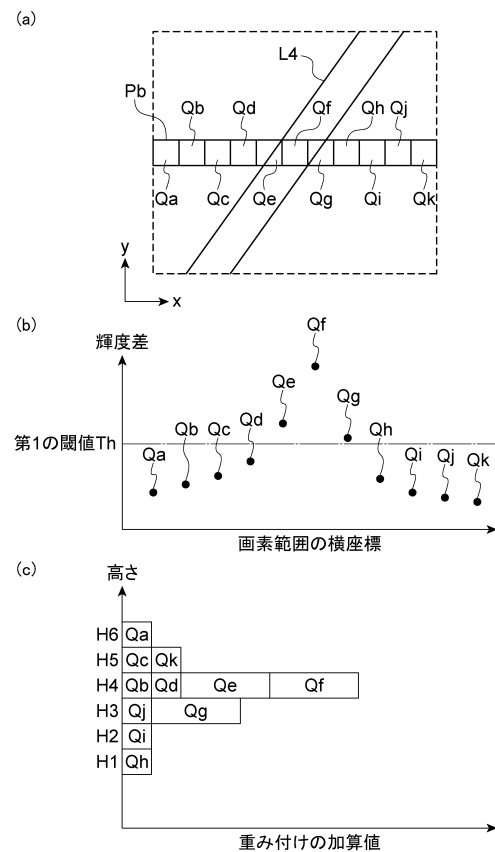 (a)
L4
Pb
Qb
Qd
Qf
Qh
Qj
Qa
Qc
Qe
Qg
Qi
Qk
y
x
(b)
輝度差
Qf
Qe
Qg
Qd
Qc
Qb
Qh
第1の閾値Th
Qa
Qi
Qj
Qk
画素範囲の横座標
(c)
高さ
H6 Qa
H5 Qc Qk
H4 Qb Qd Qe Qf
H3 Qj Qg
H2 Qi
H1 Qh
重み付けの加算値